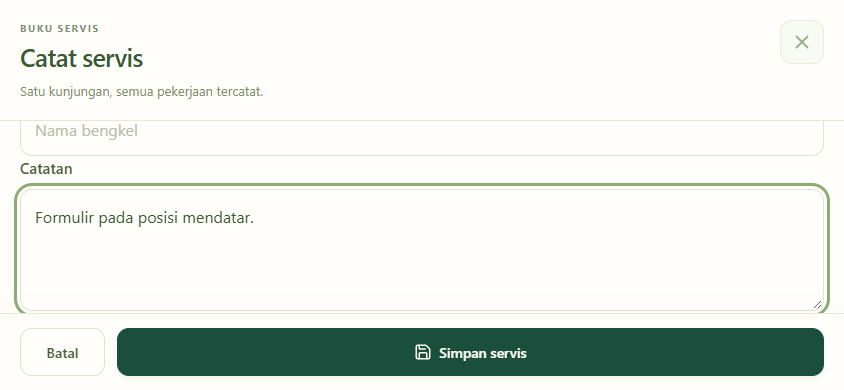 BUKU SERVIS
Catat servis
Satu kunjungan, semua pekerjaan tercatat.
Nama bengkel
Catatan
Formulir pada posisi mendatar.
Batal
Simpan servis